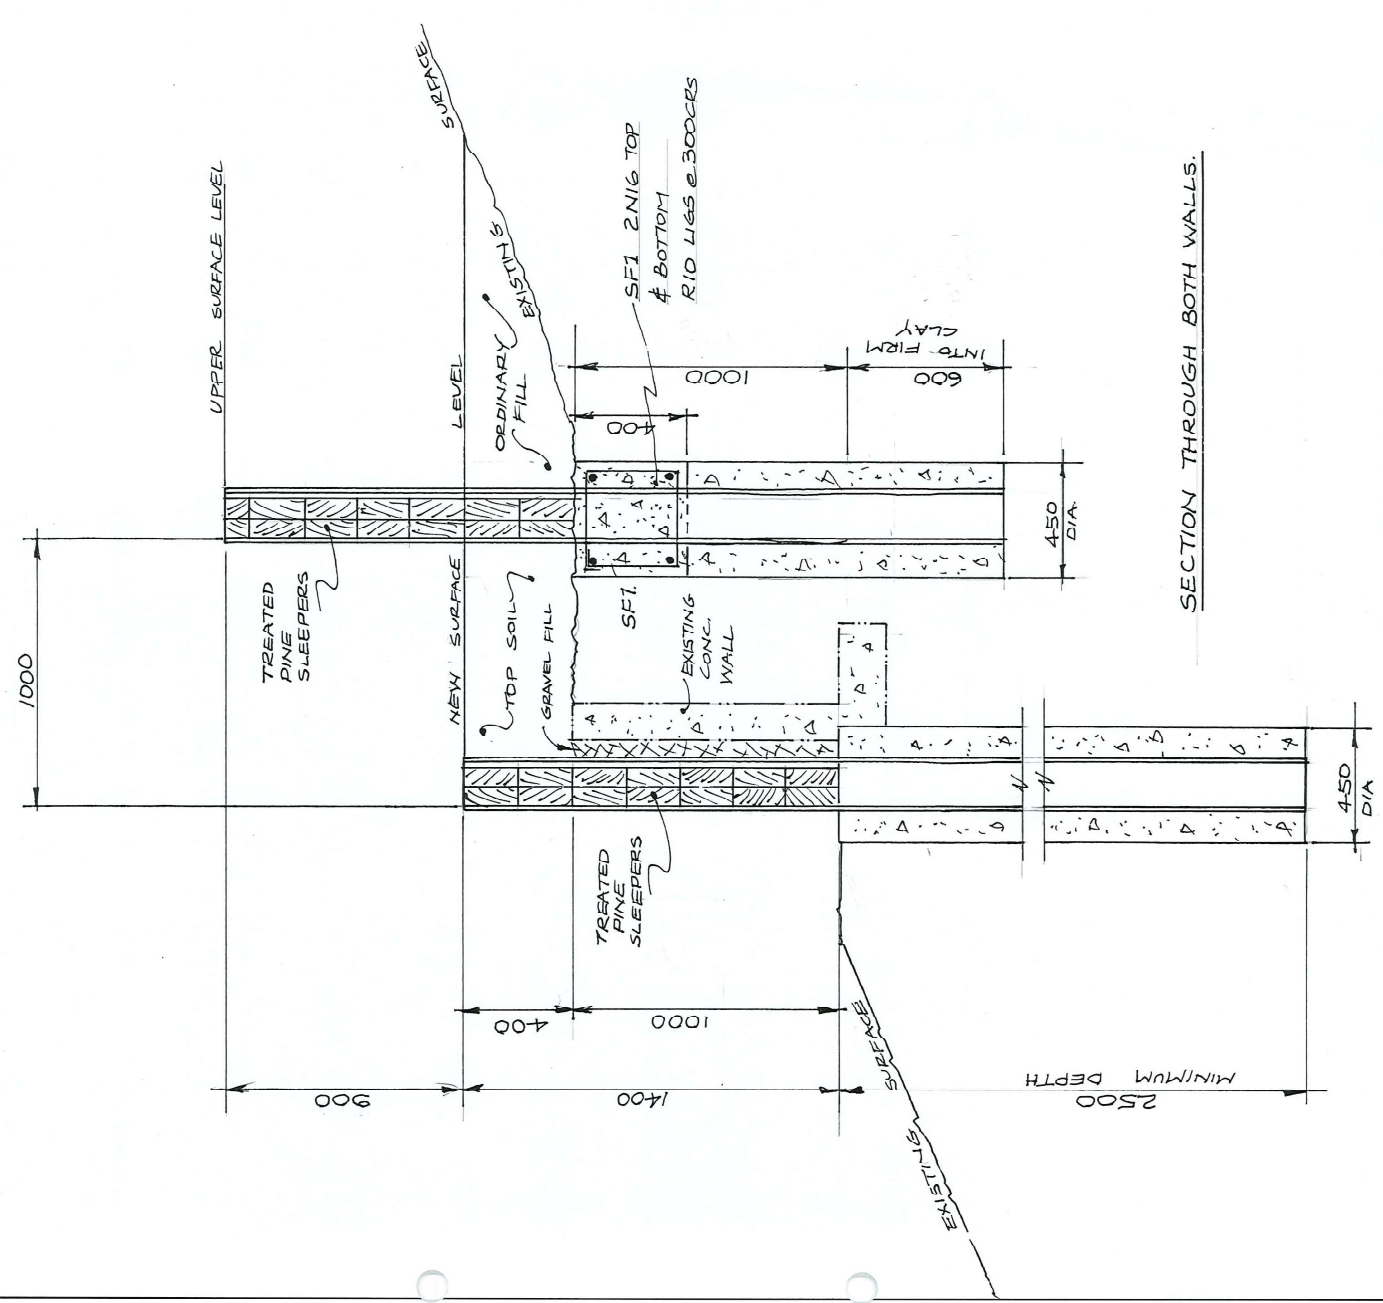 UPPER SURFACE LEVEL
SURFACE
EXISTING
ORDINARY
FILL
NEW SURFACE LEVEL
TREATED
PINE
SLEEPERS
1000
TOP SOIL
GRAVEL FILL
SF1 2N16 TOP
& BOTTOM
R10 LIGS @ 300CRS
SF1.
EXISTING
CONC.
WALL
400
1000
600
INTO FIRM
CLAY
450
DIA.
TREATED
PINE
SLEEPERS
450
DIA
400
1000
900
1400
2500
MINIMUM DEPTH
EXISTING SURFACE
SECTION THROUGH BOTH WALLS.
N
N